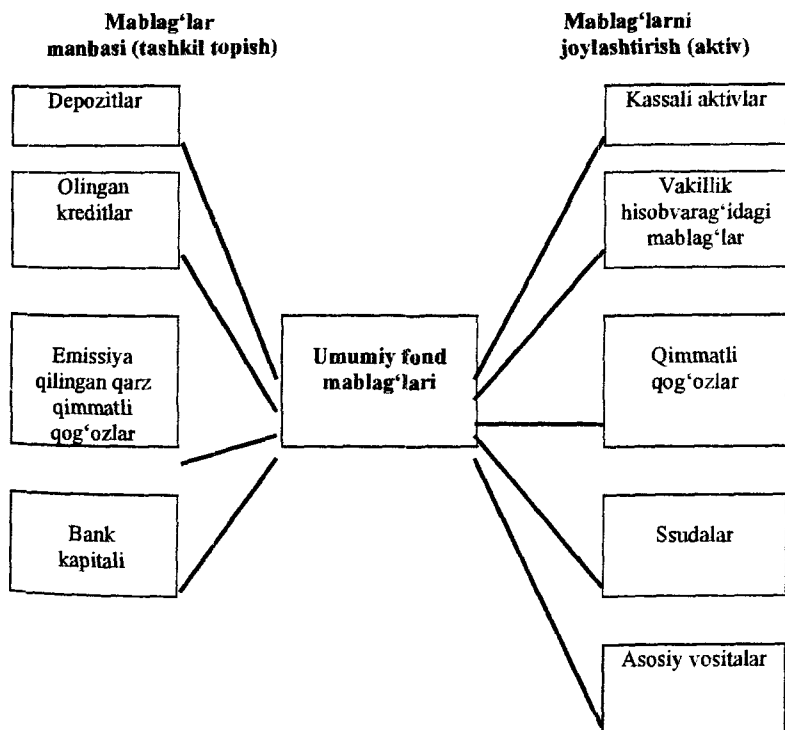 Mablag‘lar
manbasi (tashkil topish)
Mablag‘larni
joylashtirish (aktiv)
Depozitlar
Olingan
kreditlar
Emissiya
qilingan qarz
qimmatli
qog‘ozlar
Bank
kapitali
Umumiy fond
mablag‘lari
Kassali aktivlar
Vakillik
hisobvarag‘idagi
mablag‘lar
Qimmatli
qog‘ozlar
Ssudalar
Asosiy vositalar